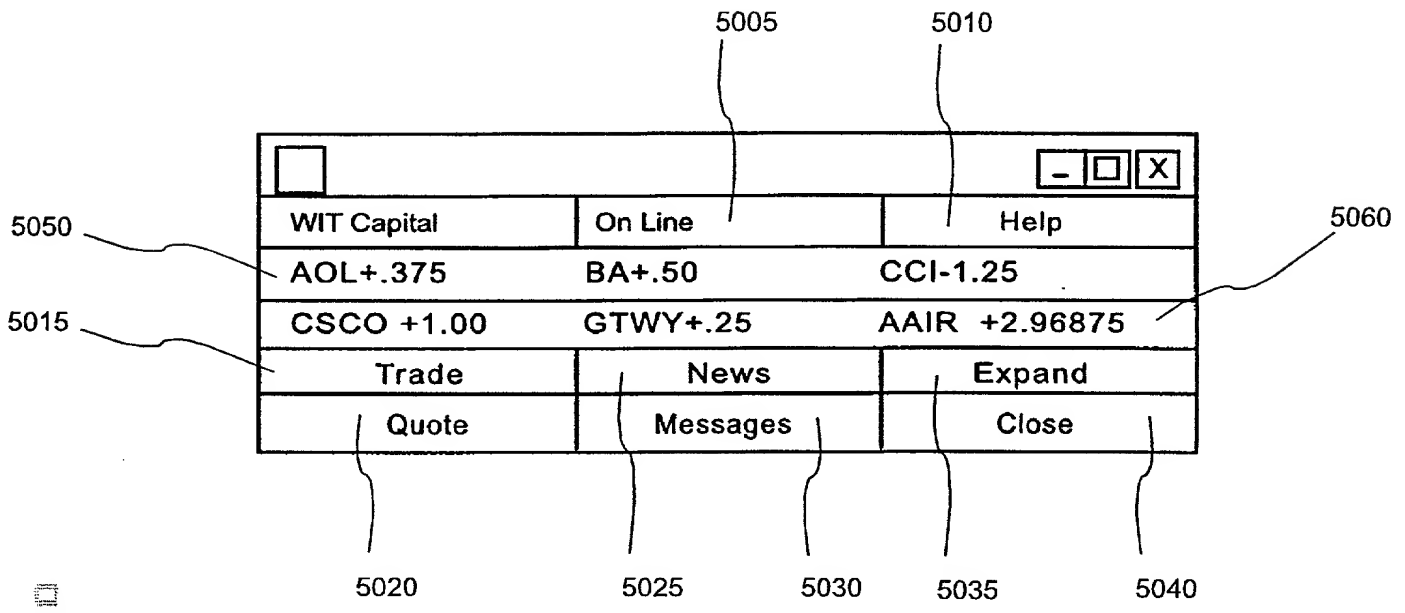 5005 5010
– □ X
WIT Capital On Line Help
5050 5060
AOL+.375 BA+.50 CCI-1.25
5015
CSCO +1.00 GTWY+.25 AAIR +2.96875
Trade News Expand
Quote Messages Close
5020 5025 5030 5035 5040